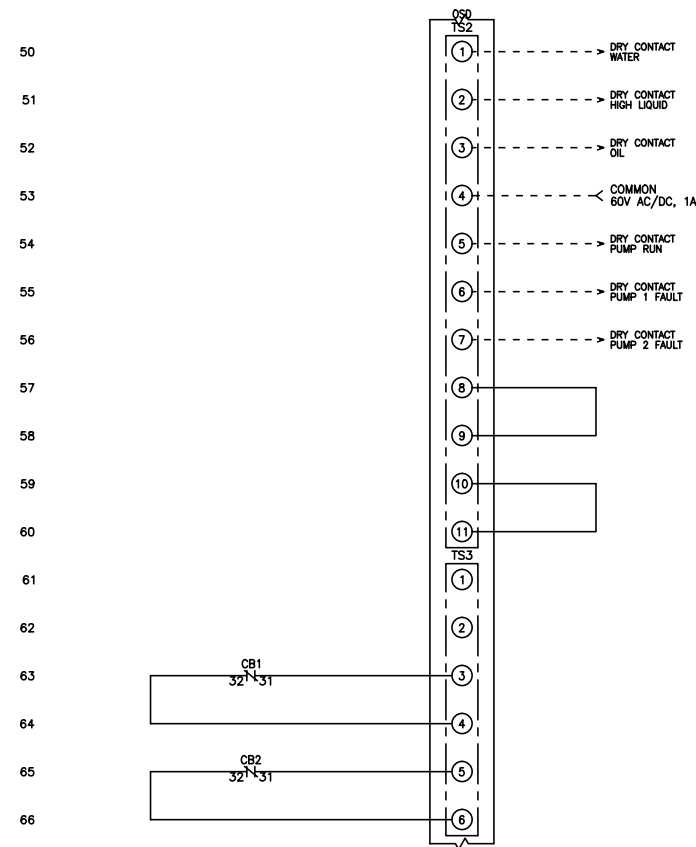 OSD
TS2
50
1
DRY CONTACT
WATER
51
2
DRY CONTACT
HIGH LIQUID
52
3
DRY CONTACT
OIL
53
4
COMMON
60V AC/DC, 1A
54
5
DRY CONTACT
PUMP RUN
55
6
DRY CONTACT
PUMP 1 FAULT
56
7
DRY CONTACT
PUMP 2 FAULT
57
8
58
9
59
10
60
11
TS3
61
1
62
2
63
CB1
32 31
3
64
4
65
CB2
32 31
5
66
6